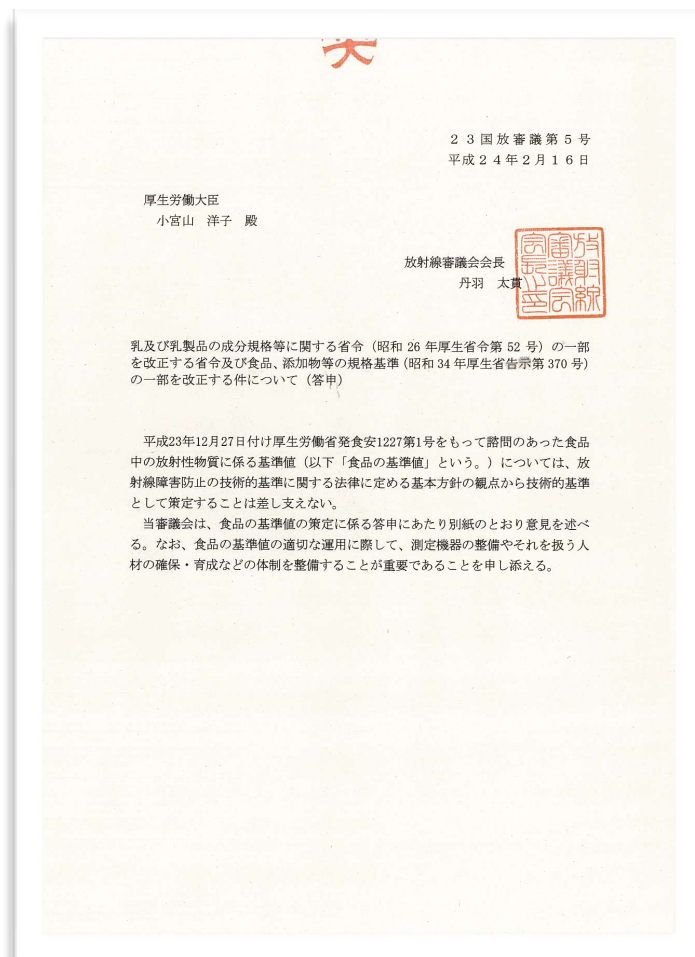 23国放審議第5号
平成24年2月16日
厚生労働大臣
小宮山 洋子 殿
放射線審議会会長
丹羽 太貫
放射線
審議会
会長之印
乳及び乳製品の成分規格等に関する省令（昭和 26 年厚生省令第 52 号）の一部
を改正する省令及び食品、添加物等の規格基準（昭和 34 年厚生省告示第 370 号）
の一部を改正する件について（答申）
平成23年12月27日付け厚生労働省発食安1227第1号をもって諮問のあった食品
中の放射性物質に係る基準値（以下「食品の基準値」という。）については、放
射線障害防止の技術的基準に関する法律に定める基本方針の観点から技術的基準
として策定することは差し支えない。
当審議会は、食品の基準値の策定に係る答申にあたり別紙のとおり意見を述べ
る。なお、食品の基準値の適切な運用に際して、測定機器の整備やそれを扱う人
材の確保・育成などの体制を整備することが重要であることを申し添える。